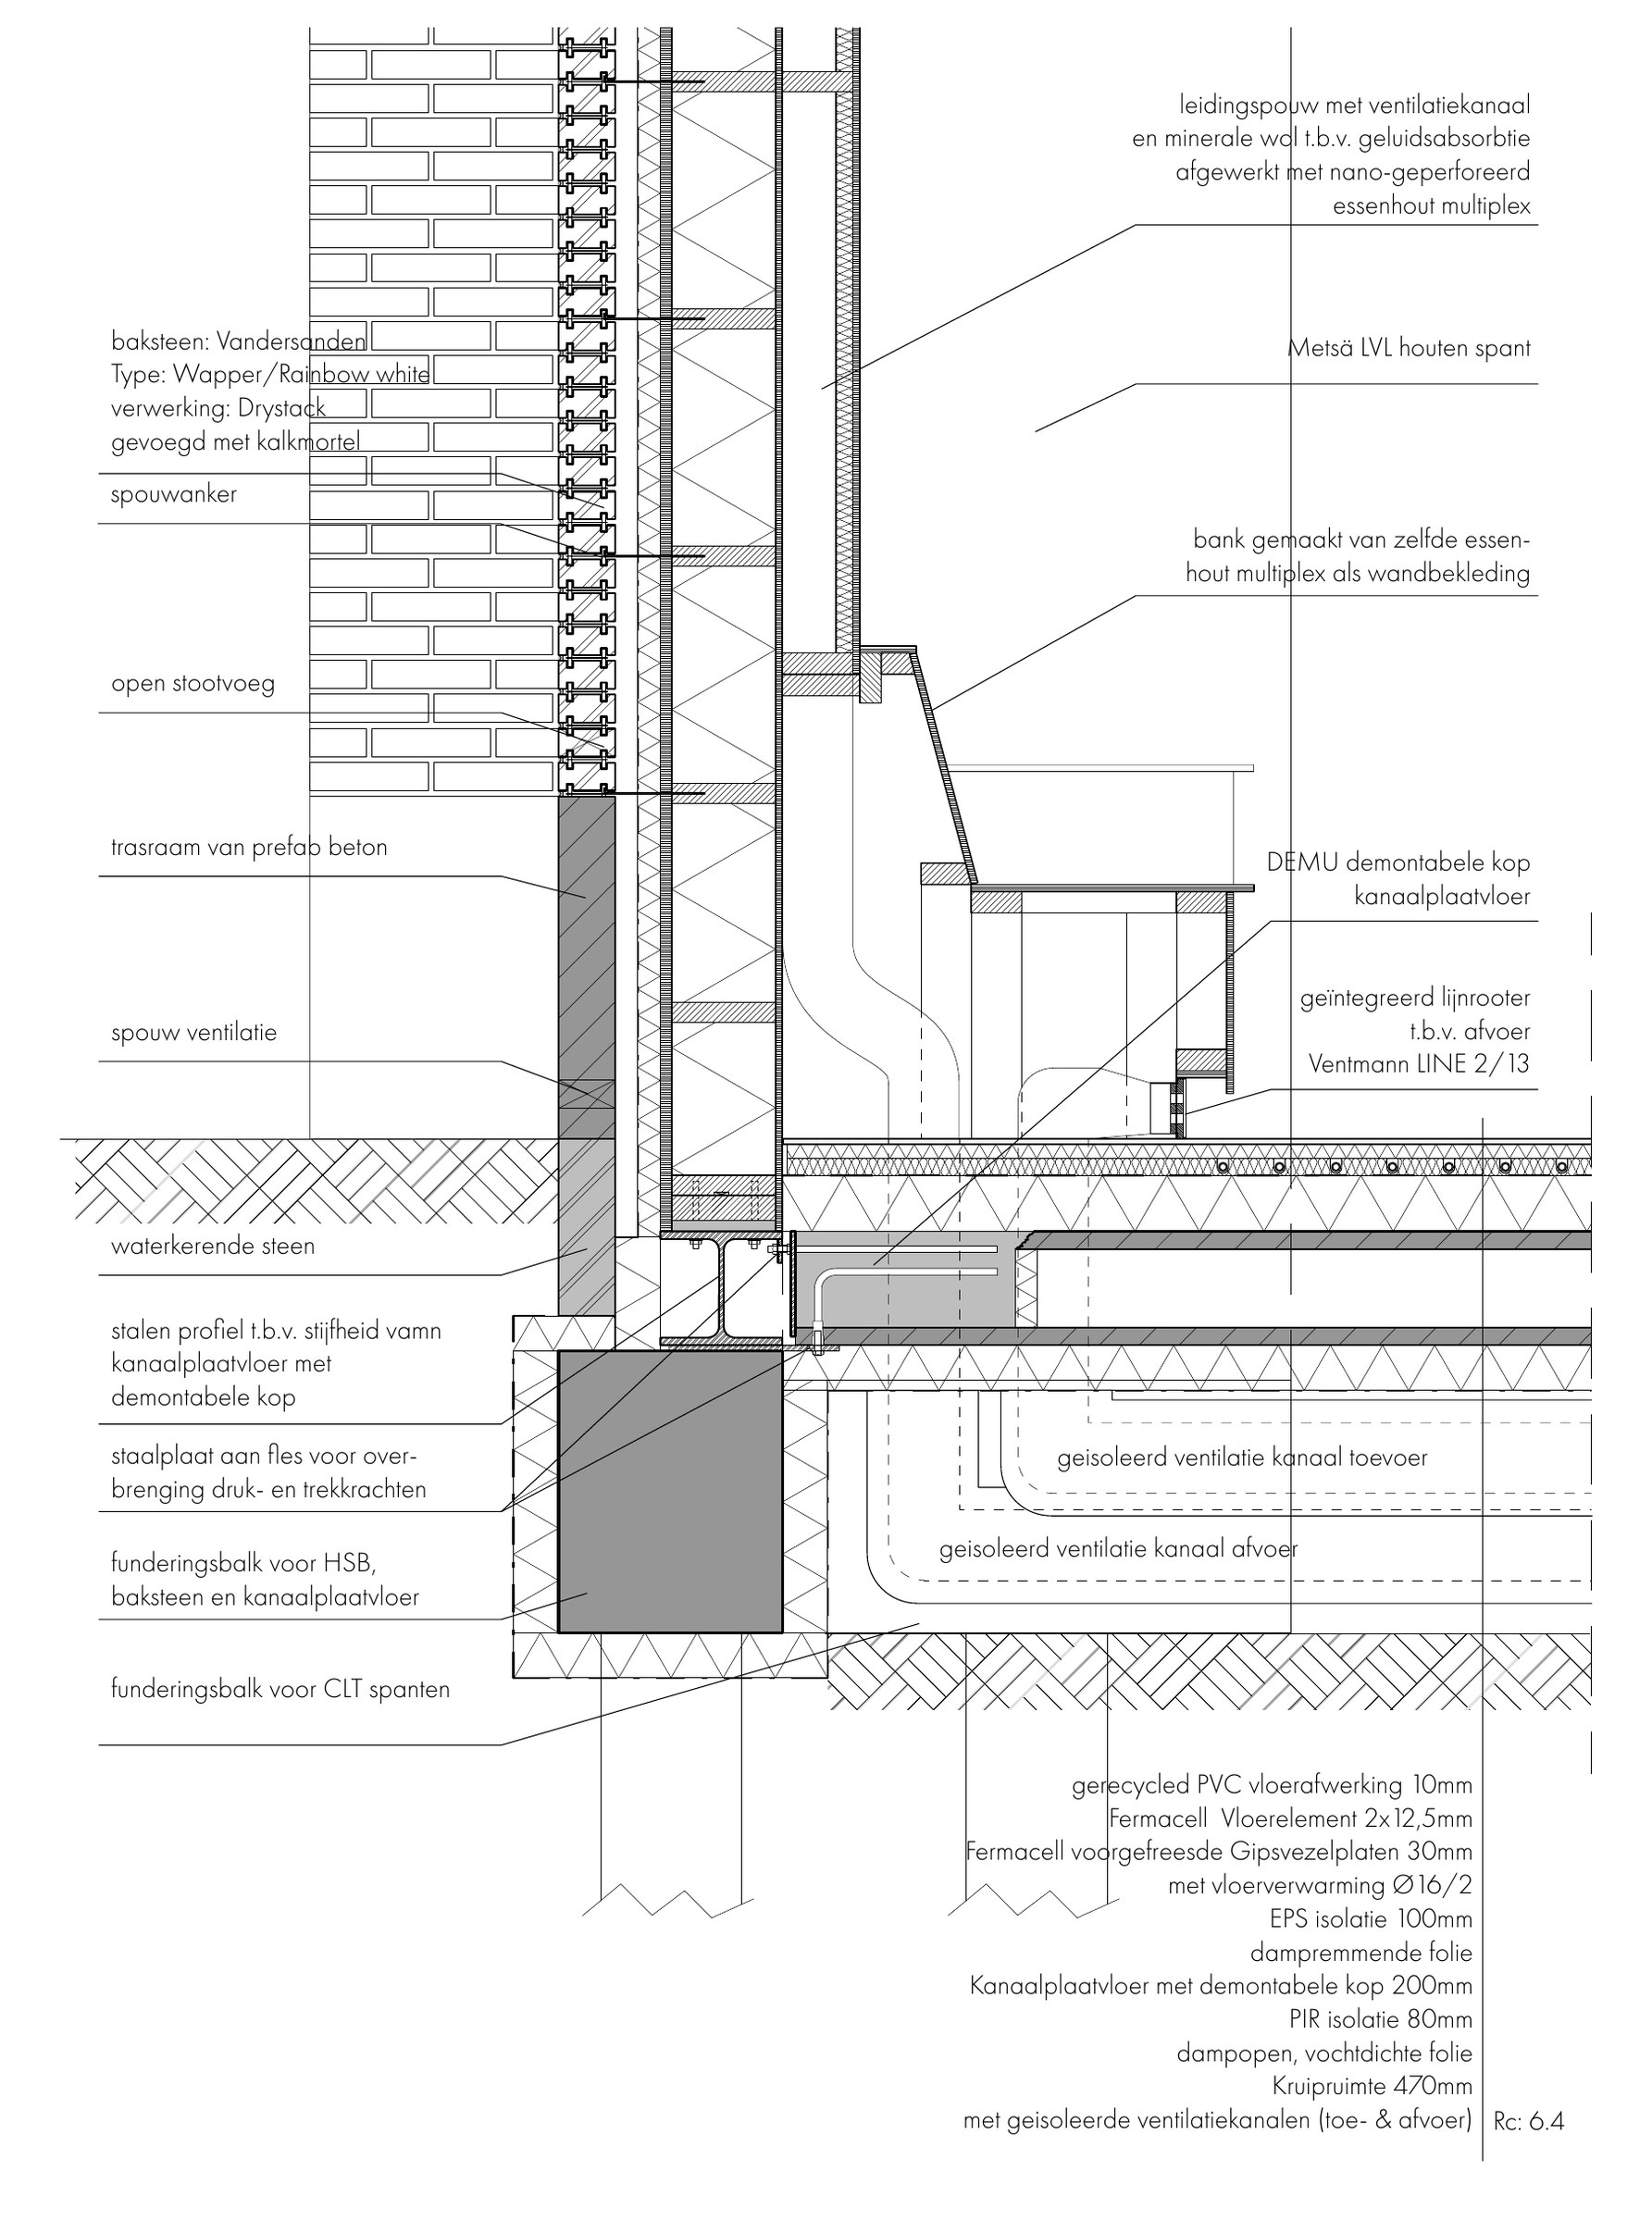 leidingspouw met ventilatiekanaal
en minerale wol t.b.v. geluidsabsorbtie
afgewerkt met nano-geperforeerd
essenhout multiplex
baksteen: Vandersanden
Type: Wapper/Rainbow white
verwerking: Drystack
gevoegd met kalkmortel
Metsä LVL houten spant
spouwanker
bank gemaakt van zelfde essen-
hout multiplex als wandbekleding
open stootvoeg
trasraam van prefab beton
DEMU demontabele kop
kanaalplaatvloer
spouw ventilatie
geïntegreerd lijnrooter
t.b.v. afvoer
Ventmann LINE 2/13
waterkerende steen
stalen profiel t.b.v. stijfheid vamn
kanaalplaatvloer met
demontabele kop
staalplaat aan fles voor over-
brenging druk- en trekkrachten
geisoleerd ventilatie kanaal toevoer
geisoleerd ventilatie kanaal afvoer
funderingsbalk voor HSB,
baksteen en kanaalplaatvloer
funderingsbalk voor CLT spanten
gerecycled PVC vloerafwerking 10mm
Fermacell Vloerelement 2x12,5mm
Fermacell voorgefreesde Gipsvezelplaten 30mm
met vloerverwarming Ø16/2
EPS isolatie 100mm
dampremmende folie
Kanaalplaatvloer met demontabele kop 200mm
PIR isolatie 80mm
dampopen, vochtdichte folie
Kruipruimte 470mm
met geisoleerde ventilatiekanalen (toe- & afvoer) Rc: 6.4